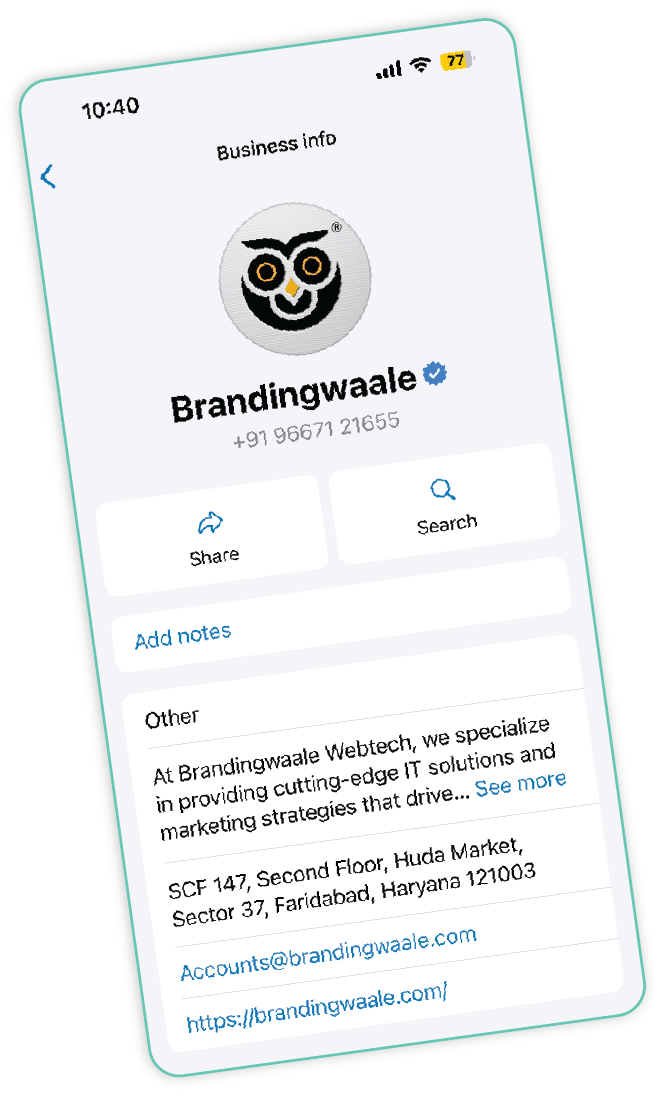 10:40
77
Business info
®
Brandingwaale
+91 96671 21655
Share
Search
Add notes
Other
At Brandingwaale Webtech, we specialize
in providing cutting-edge IT solutions and
marketing strategies that drive... See more
SCF 147, Second Floor, Huda Market,
Sector 37, Faridabad, Haryana 121003
Accounts@brandingwaale.com
https://brandingwaale.com/